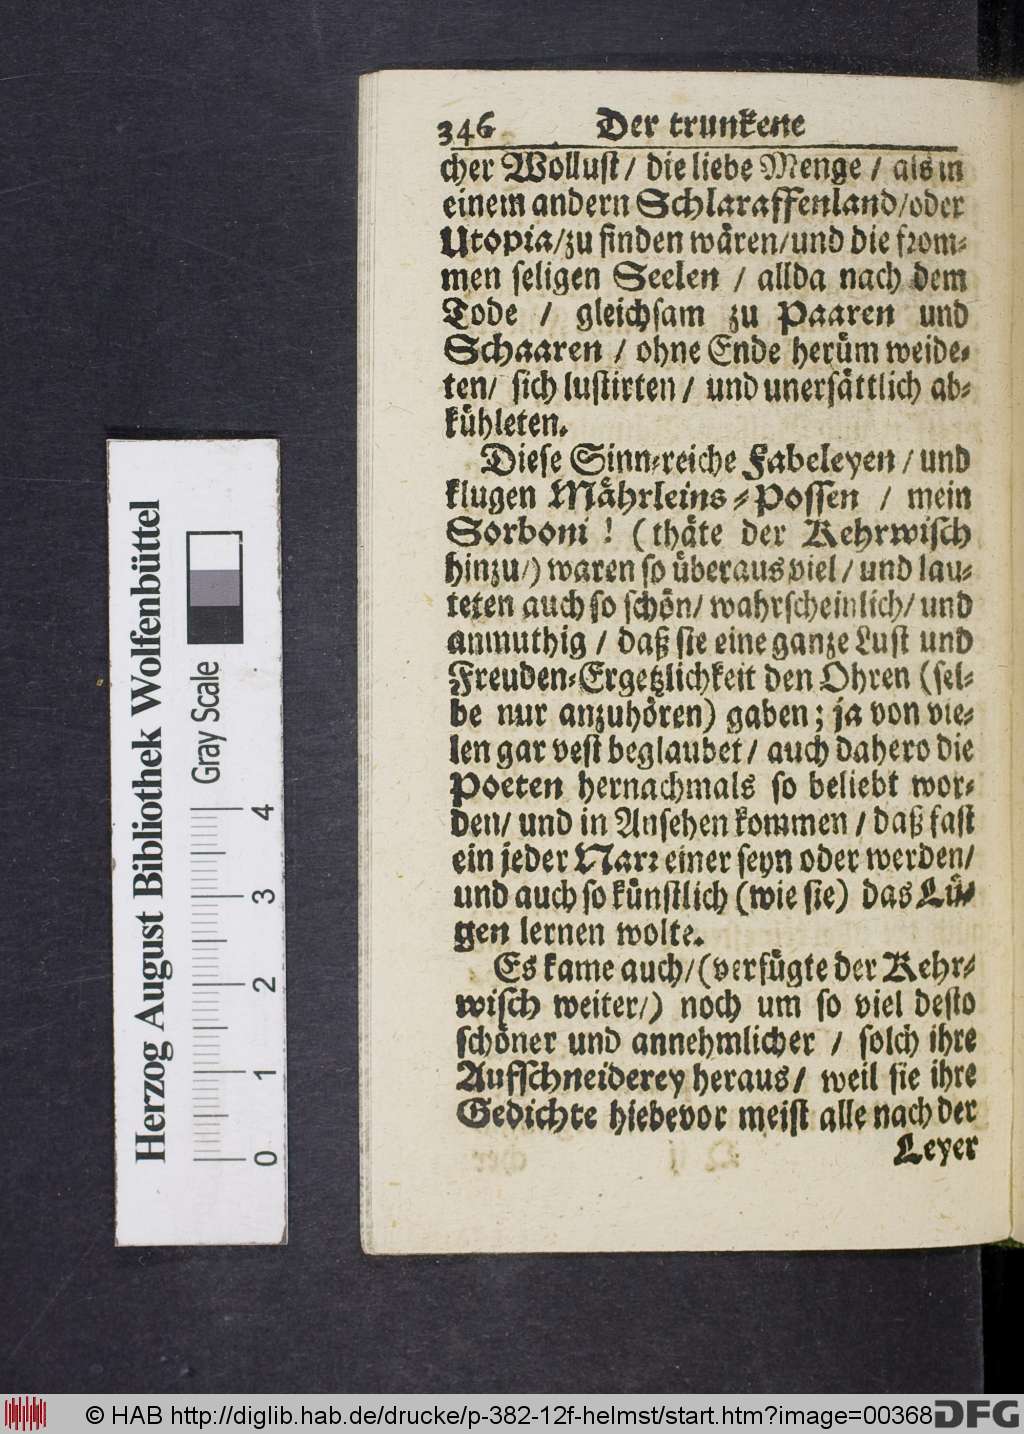 346 Der trunkene
cher Wollust / die liebe Menge / als in
einem andern Schlaraffenland/oder
Utopia/zu finden wären/und die from⸗
men seligen Seelen / allda nach dem
Tode / gleichsam zu Paaren und
Schaaren / ohne Ende herüm weide⸗
ten/ sich lustirten / und unersättlich ab⸗
kühleten.
Diese Sinn⸗reiche Fabeleyen / und
klugen Mährleins⸗Possen / mein
Sorboni ! (thäte der Kehrwisch
hinzu/) waren so überaus viel / und lau⸗
teten auch so schön/ wahrscheinlich/ und
anmuthig / daß sie eine ganze Lust und
Freuden⸗Ergetzlichkeit den Ohren (sel⸗
be nur anzuhören) gaben; ja von vie⸗
len gar vest beglaubet / auch dahero die
Poeten hernachmals so beliebt wor⸗
den/ und in Ansehen kommen / daß fast
ein jeder Narr einer seyn oder werden/
und auch so künstlich (wie sie) das Lü⸗
gen lernen wolte.
Es kame auch/(verfügte der Kehr⸗
wisch weiter/) noch um so viel desto
schöner und annehmlicher / solch ihre
Aufschneiderey heraus / weil sie ihre
Gedichte hiebevor meist alle nach der
Leyer
Herzog August Bibliothek Wolfenbüttel
Gray Scale
0 1 2 3 4
© HAB http://diglib.hab.de/drucke/p-382-12f-helmst/start.htm?image=00368
DFG